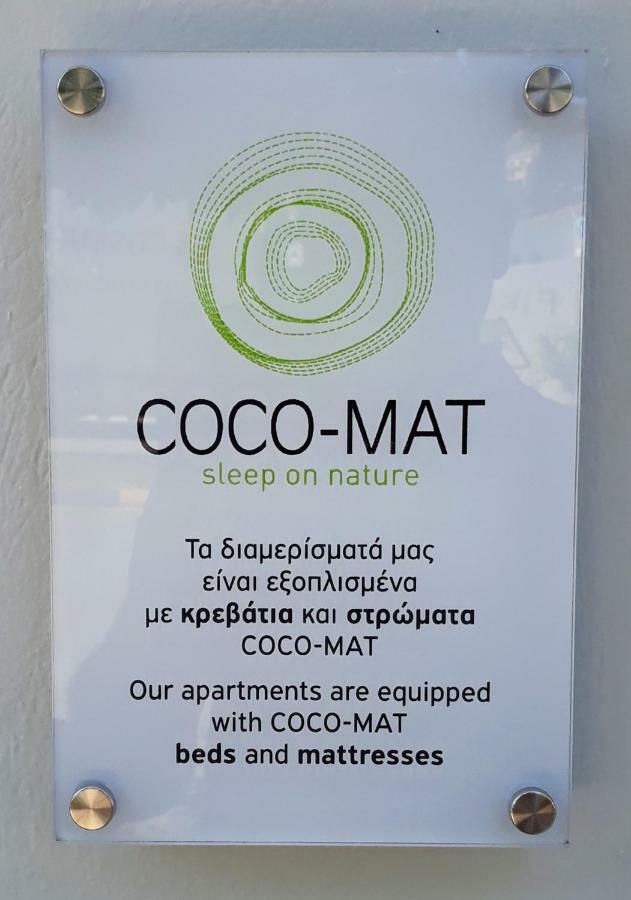 COCO-MAT
sleep on nature
Τα διαμερίσματά μας
είναι εξοπλισμένα
με κρεβάτια και στρώματα
COCO-MAT
Our apartments are equipped
with COCO-MAT
beds and mattresses